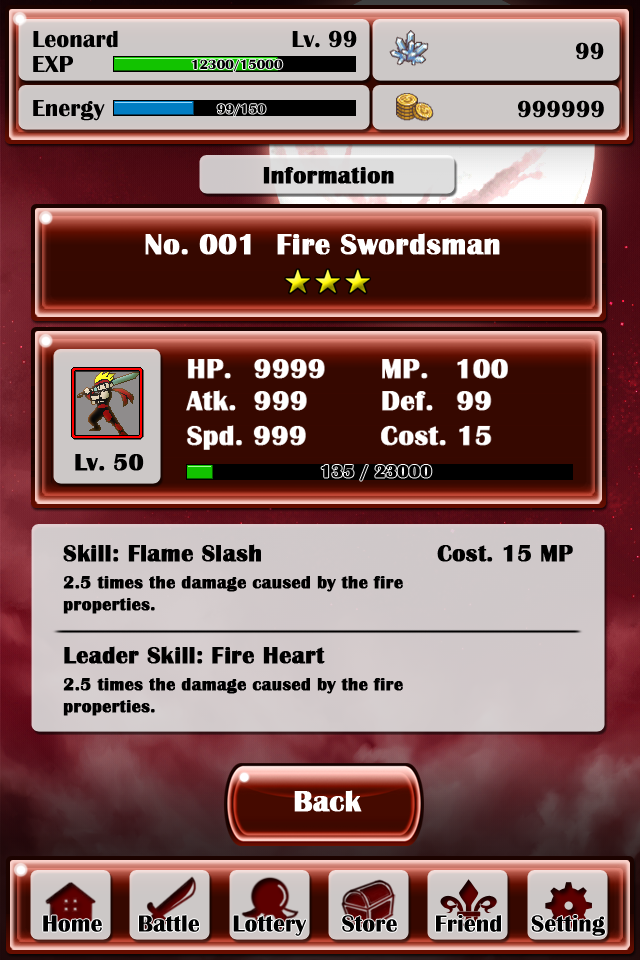 Leonard Lv. 99
EXP 12300/15000
99
Energy 99/150
999999
Information
No. 001 Fire Swordsman
HP. 9999 MP. 100
Atk. 999 Def. 99
Spd. 999 Cost. 15
Lv. 50
135 / 23000
Skill: Flame Slash Cost. 15 MP
2.5 times the damage caused by the fire
properties.
Leader Skill: Fire Heart
2.5 times the damage caused by the fire
properties.
Back
Home Battle Lottery Store Friend Setting